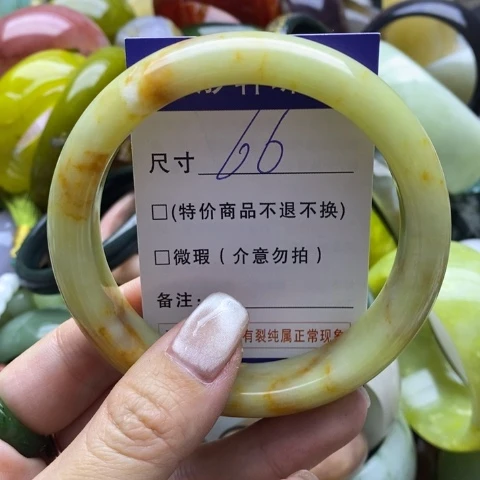 尺寸 66
□(特价商品不退不换)
□微瑕(介意勿拍)
备注:
有裂纯属正常现象